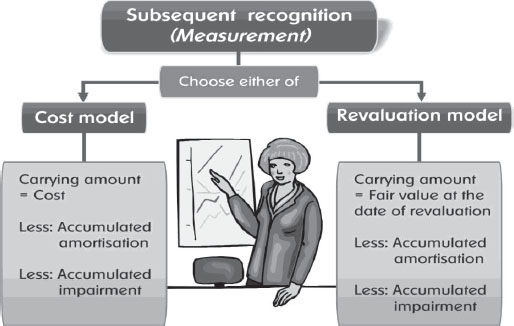 Subsequent recognition
(Measurement)
Choose either of
Cost model
Carrying amount
= Cost
Less: Accumulated
amortisation
Less: Accumulated
impairment
Revaluation model
Carrying amount
= Fair value at the
date of revaluation
Less: Accumulated
amortisation
Less: Accumulated
impairment